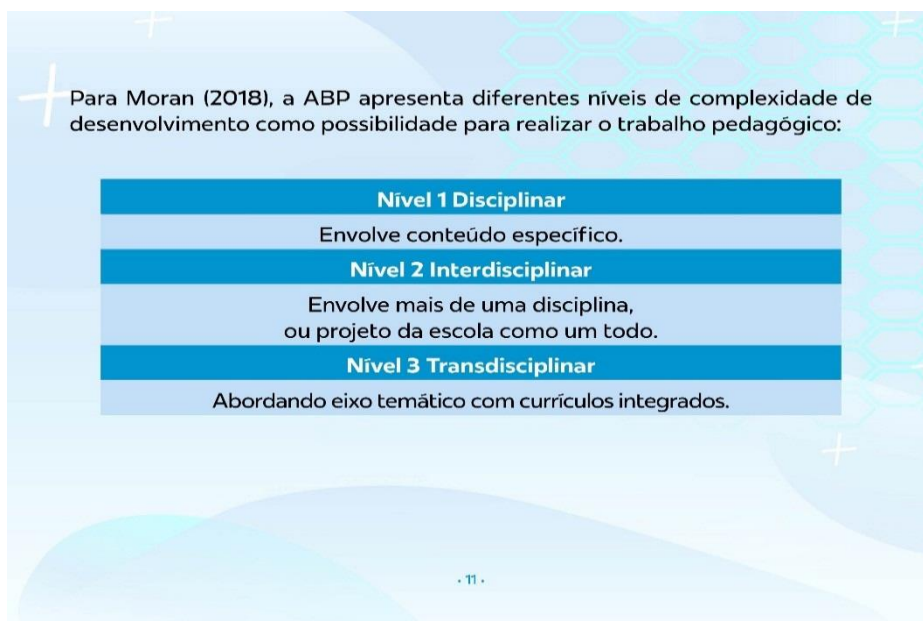 Para Moran (2018), a ABP apresenta diferentes níveis de complexidade de
desenvolvimento como possibilidade para realizar o trabalho pedagógico:
Nível 1 Disciplinar
Envolve conteúdo específico.
Nível 2 Interdisciplinar
Envolve mais de uma disciplina,
ou projeto da escola como um todo.
Nível 3 Transdisciplinar
Abordando eixo temático com currículos integrados.
• 11 •